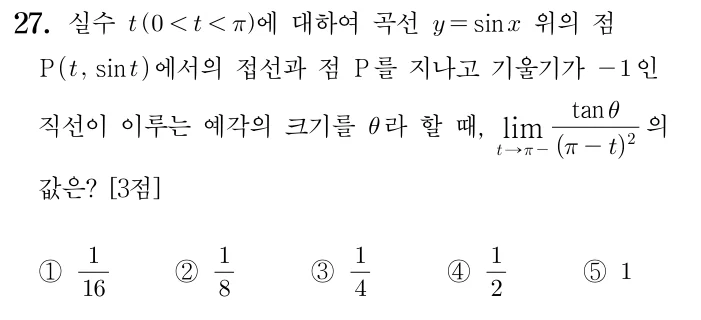 27. 실수 t(0<t<π)에 대하여 곡선 y=sinx 위의 점
P(t, sint)에서의 접선과 점 P를 지나고 기울기가 -1인
직선이 이루는 예각의 크기를 θ라 할 때, lim_{t→π-} tanθ/(π-t)² 의
값은? [3점]
① 1/16 ② 1/8 ③ 1/4 ④ 1/2 ⑤ 1